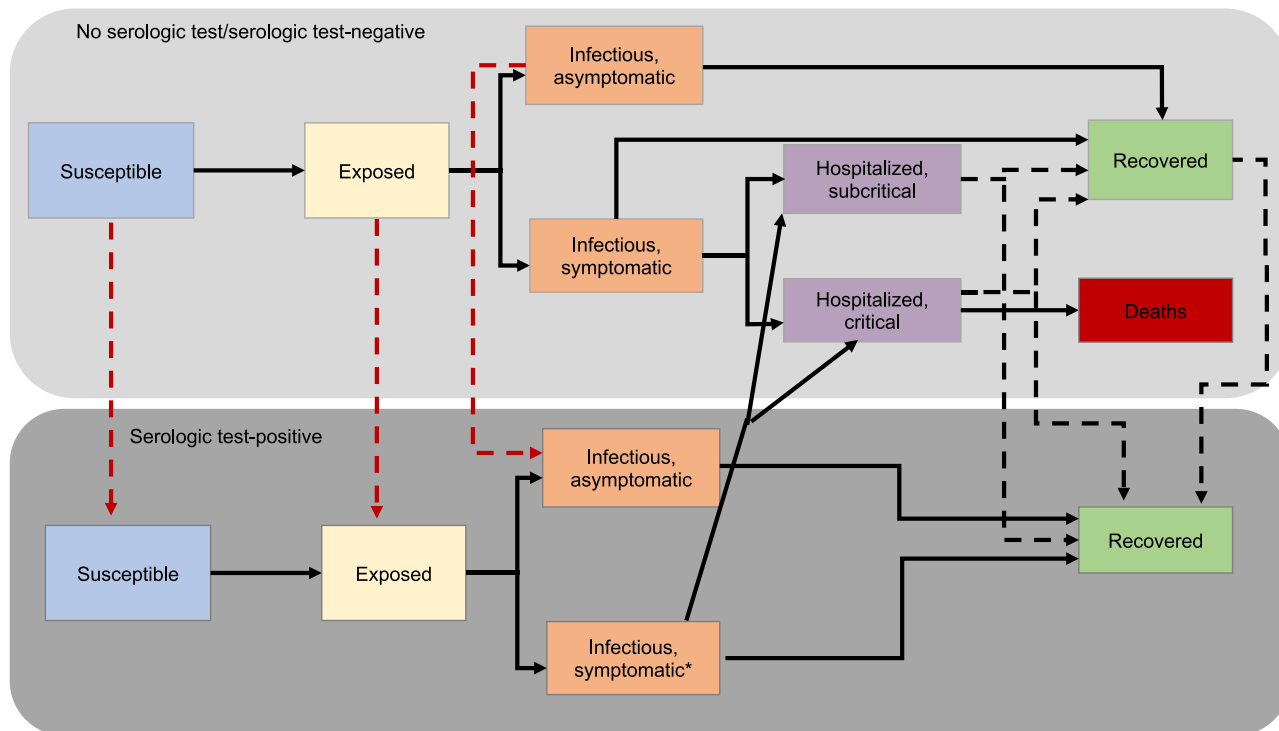 No serologic test/serologic test-negative
Infectious,
asymptomatic
Susceptible
Exposed
Infectious,
symptomatic
Hospitalized,
subcritical
Hospitalized,
critical
Recovered
Deaths
Serologic test-positive
Infectious,
asymptomatic
Susceptible
Exposed
Infectious,
symptomatic*
Recovered